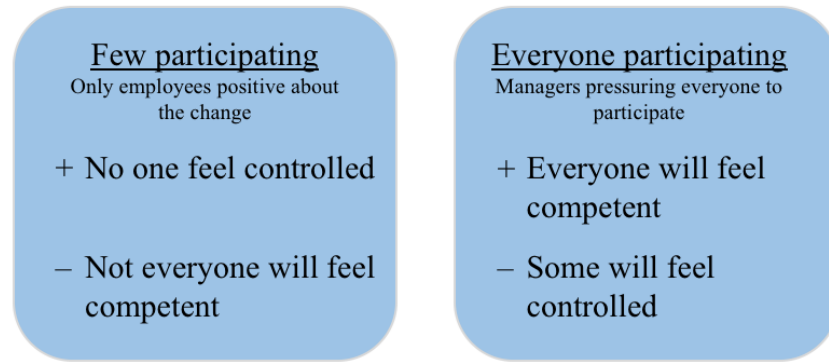 Few participating
Only employees positive about
the change
+ No one feel controlled
– Not everyone will feel
competent
Everyone participating
Managers pressuring everyone to
participate
+ Everyone will feel
competent
– Some will feel
controlled